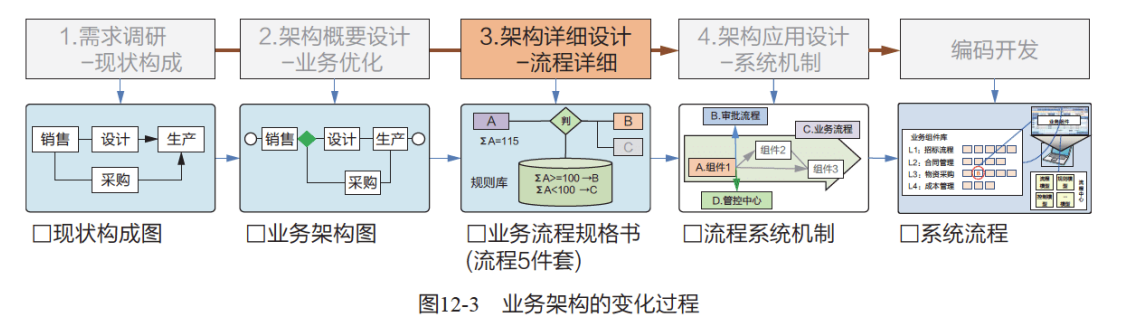 1.需求调研
-现状构成
2.架构概要设计
-业务优化
3.架构详细设计
-流程详细
4.架构应用设计
-系统机制
编码开发
销售
设计
生产
采购
销售
设计
生产
采购
A
判
B
C
ΣA=115
规则库
ΣA>=100→B
ΣA<100→C
B.审批流程
C.业务流程
A.组件1
组件2
组件3
D.管控中心
业务组件
业务组件库
L1：招标流程
L2：合同管理
L3：物资采购
L4：成本管理
□现状构成图
□业务架构图
□业务流程规格书
(流程5件套)
□流程系统机制
□系统流程
图12-3 业务架构的变化过程